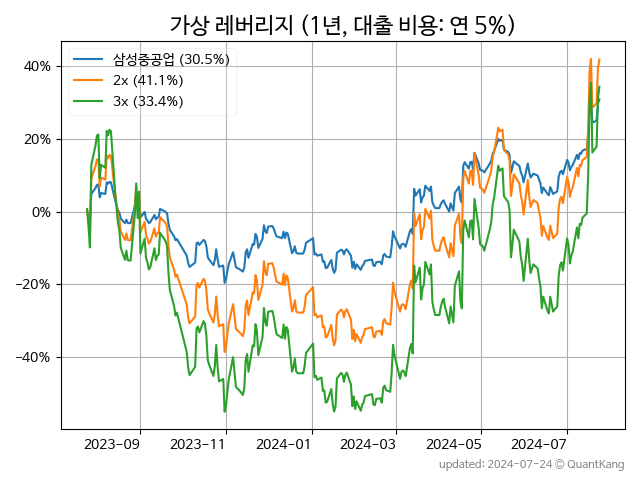 가상 레버리지 (1년, 대출 비용: 연 5%)
삼성중공업 (30.5%)
2x (41.1%)
3x (33.4%)
40%
20%
0%
−20%
−40%
2023-09
2023-11
2024-01
2024-03
2024-05
2024-07
updated: 2024-07-24 © QuantKang